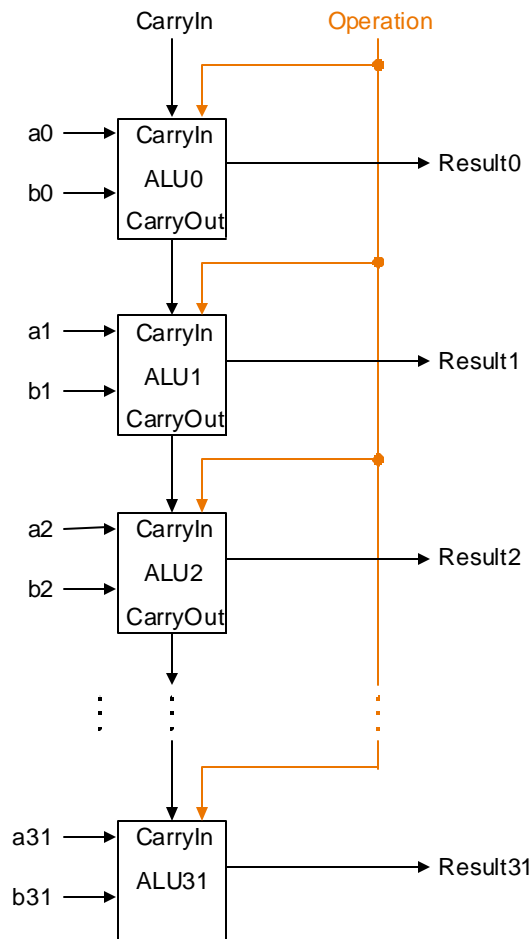 CarryIn
Operation
a0
CarryIn
ALU0
Result0
b0
CarryOut
a1
CarryIn
ALU1
Result1
b1
CarryOut
a2
CarryIn
ALU2
Result2
b2
CarryOut
a31
CarryIn
ALU31
Result31
b31